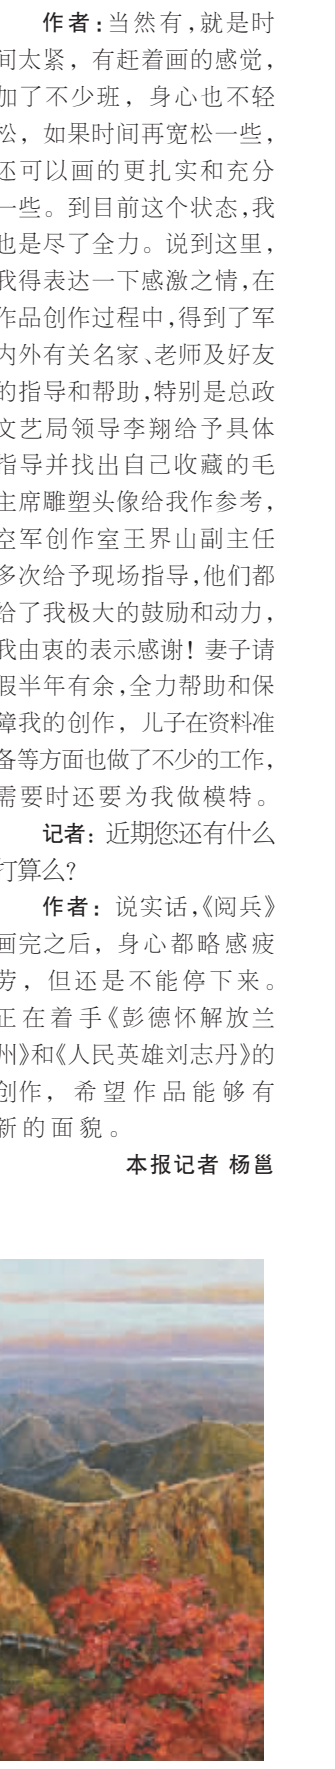 作者：当然有，就是时
间太紧，有赶着画的感觉，
加了不少班，身心也不轻
松，如果时间再宽松一些，
还可以画的更扎实和充分
一些。到目前这个状态，我
也是尽了全力。说到这里，
我得表达一下感激之情，在
作品创作过程中，得到了军
内外有关名家、老师及好友
的指导和帮助，特别是总政
文艺局领导李翔给予具体
指导并找出自己收藏的毛
主席雕塑头像给我作参考，
空军创作室王界山副主任
多次给予现场指导，他们都
给了我极大的鼓励和动力，
我由衷的表示感谢！妻子请
假半年有余，全力帮助和保
障我的创作，儿子在资料准
备等方面也做了不少的工作，
需要时还要为我做模特。
记者：近期您还有什么
打算么？
作者：说实话，《阅兵》
画完之后，身心都略感疲
劳，但还是不能停下来。
正在着手《彭德怀解放兰
州》和《人民英雄刘志丹》的
创作，希望作品能够有
新的面貌。
本报记者 杨邕